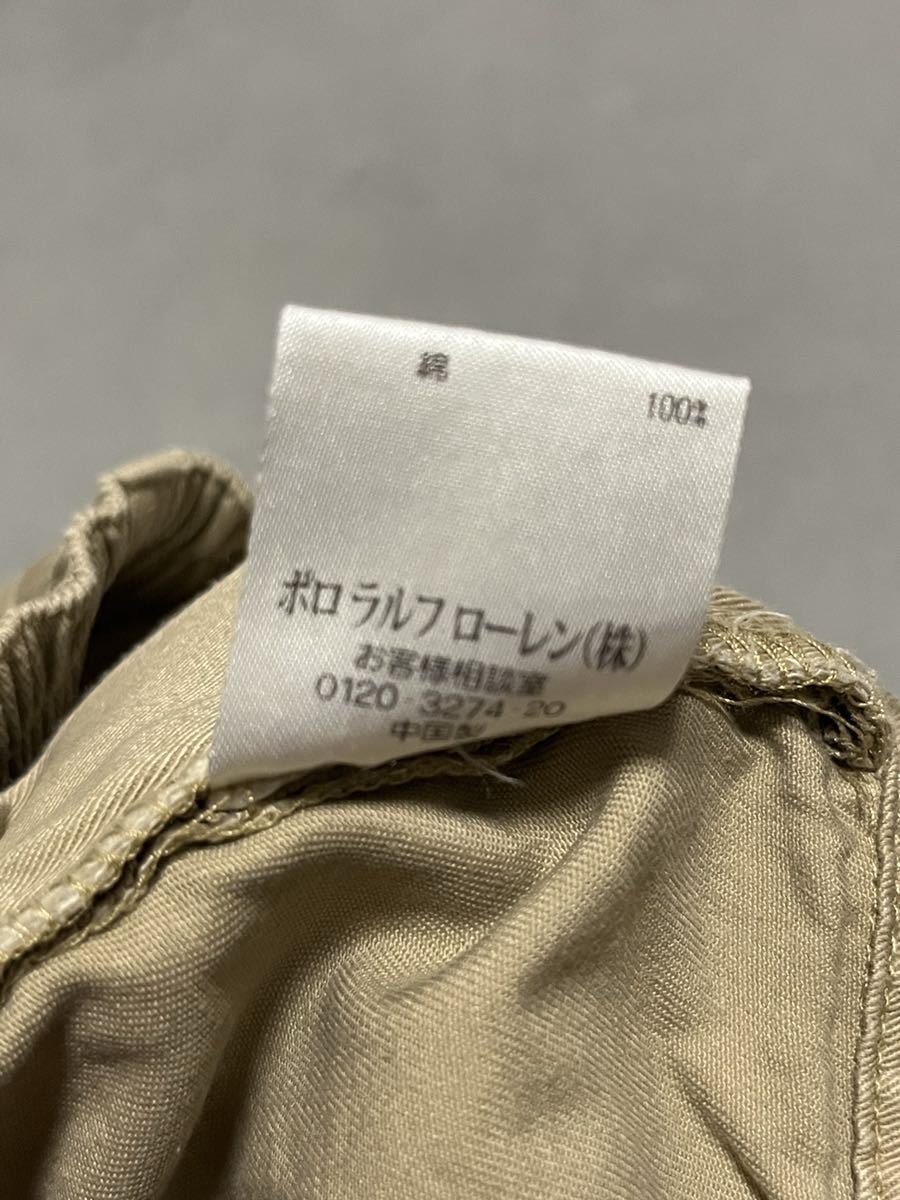 綿
100%
ポロ ラルフ ローレン(株)
お客様相談室
0120-3274-20
中国製